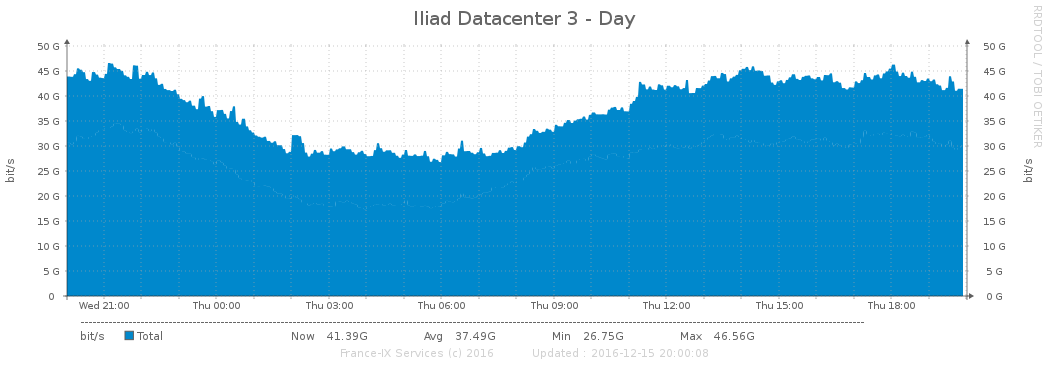 Iliad Datacenter 3 - Day
RRDTOOL / TOBI OETIKER
50 G 50 G
45 G 45 G
40 G 40 G
35 G 35 G
30 G 30 G
25 G 25 G
20 G 20 G
15 G 15 G
10 G 10 G
5 G 5 G
0 0 G
bit/s bit/s
Wed 21:00 Thu 00:00 Thu 03:00 Thu 06:00 Thu 09:00 Thu 12:00 Thu 15:00 Thu 18:00
bit/s Total Now 41.39G Avg 37.49G Min 26.75G Max 46.56G
France-IX Services (c) 2016 Updated : 2016-12-15 20:00:08